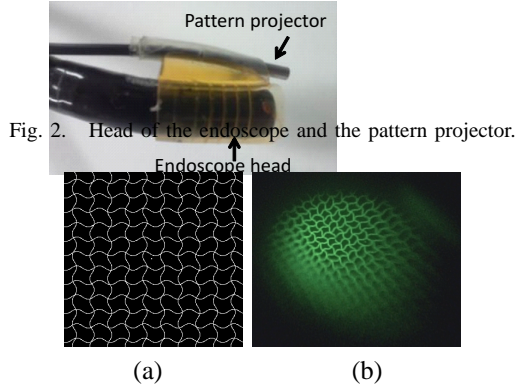 Pattern projector
Fig. 2. Head of the endoscope and the pattern projector.
Endoscope head
(a)
(b)